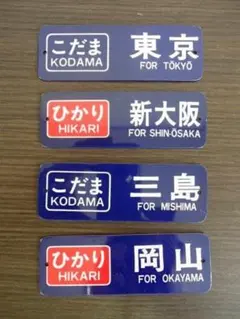 こだま 東京
KODAMA FOR TŌKYŌ
ひかり 新大阪
HIKARI FOR SHIN-ŌSAKA
こだま 三島
KODAMA FOR MISHIMA
ひかり 岡山
HIKARI FOR OKAYAMA